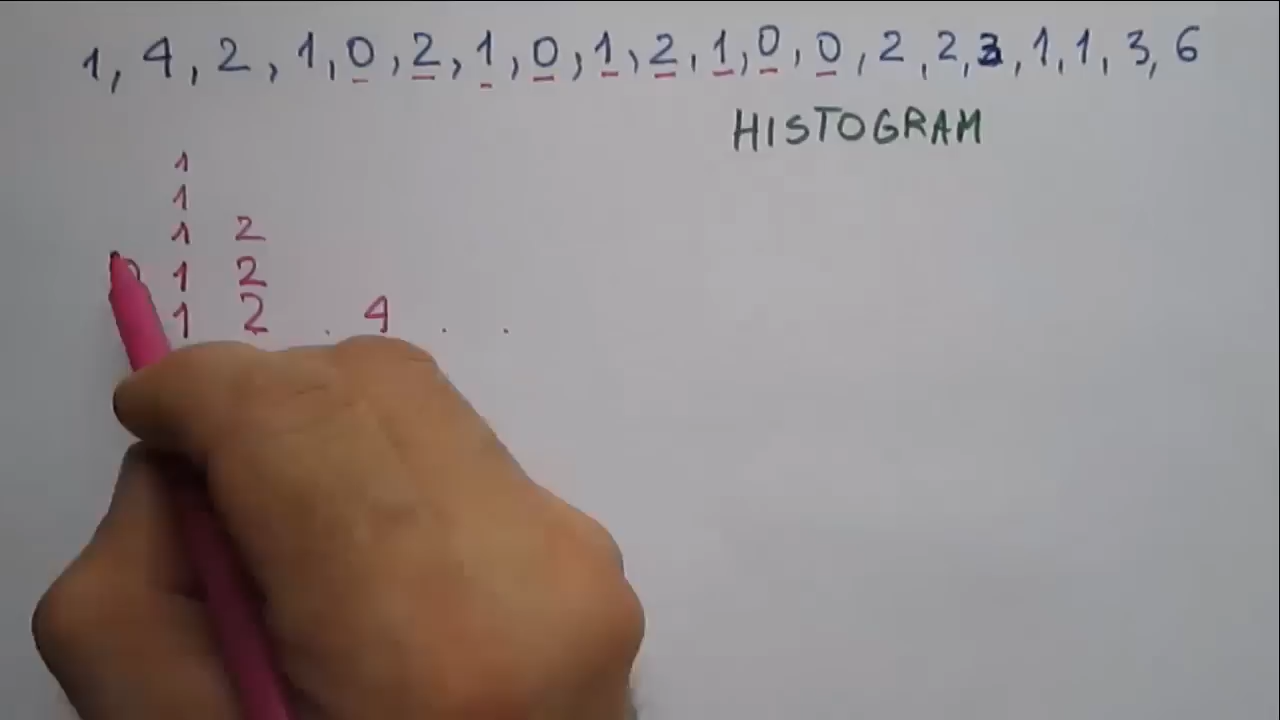 1, 4, 2, 1, 0, 2, 1, 0, 1, 2, 1, 0, 0, 2, 2, 3, 1, 1, 3, 6
HISTOGRAM
1
1
1 2
1 2
1 2 . 4 . .